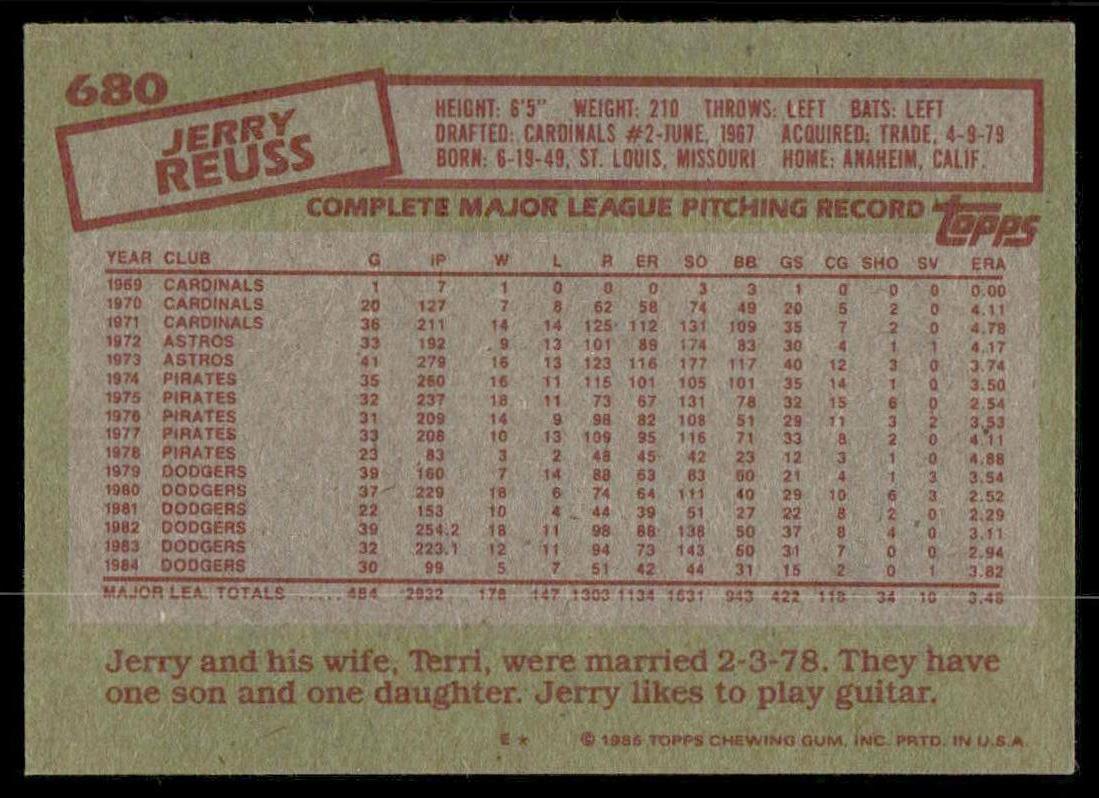 680
JERRY
REUSS
HEIGHT: 6'5" WEIGHT: 210 THROWS: LEFT BATS: LEFT
DRAFTED: CARDINALS #2-JUNE, 1967 ACQUIRED: TRADE, 4-9-79
BORN: 6-19-49, ST. LOUIS, MISSOURI HOME: ANAHEIM, CALIF.
COMPLETE MAJOR LEAGUE PITCHING RECORD topps
YEAR CLUB G IP W L R ER SO BB GS CG SHO SV ERA
1969 CARDINALS 1 7 1 0 0 0 3 3 1 0 0 0 0.00
1970 CARDINALS 20 127 7 8 62 58 74 49 20 5 2 0 4.11
1971 CARDINALS 36 211 14 14 125 112 131 109 35 7 2 0 4.78
1972 ASTROS 33 192 9 13 101 89 174 83 30 4 1 1 4.17
1973 ASTROS 41 279 16 13 123 116 177 117 40 12 3 0 3.74
1974 PIRATES 35 260 16 11 115 101 105 101 35 14 1 0 3.50
1975 PIRATES 32 237 18 11 73 67 131 78 32 15 6 0 2.54
1976 PIRATES 31 209 14 9 98 82 108 51 29 11 3 2 3.53
1977 PIRATES 33 208 10 13 109 95 116 71 33 8 2 0 4.11
1978 PIRATES 23 83 3 2 48 45 42 23 12 3 1 0 4.88
1979 DODGERS 39 160 7 14 88 63 83 60 21 4 1 3 3.54
1980 DODGERS 37 229 18 6 74 64 111 40 29 10 6 3 2.52
1981 DODGERS 22 153 10 4 44 39 51 27 22 8 2 0 2.29
1982 DODGERS 39 254.2 18 11 98 88 138 50 37 8 4 0 3.11
1983 DODGERS 32 223.1 12 11 94 73 143 50 31 7 0 0 2.94
1984 DODGERS 30 99 5 7 51 42 44 31 15 2 0 1 3.82
MAJOR LEA. TOTALS ..... 484 2932 178 147 1303 1134 1631 943 422 118 34 10 3.48
Jerry and his wife, Terri, were married 2-3-78. They have
one son and one daughter. Jerry likes to play guitar.
E★ © 1985 TOPPS CHEWING GUM, INC. PRTD. IN U.S.A.